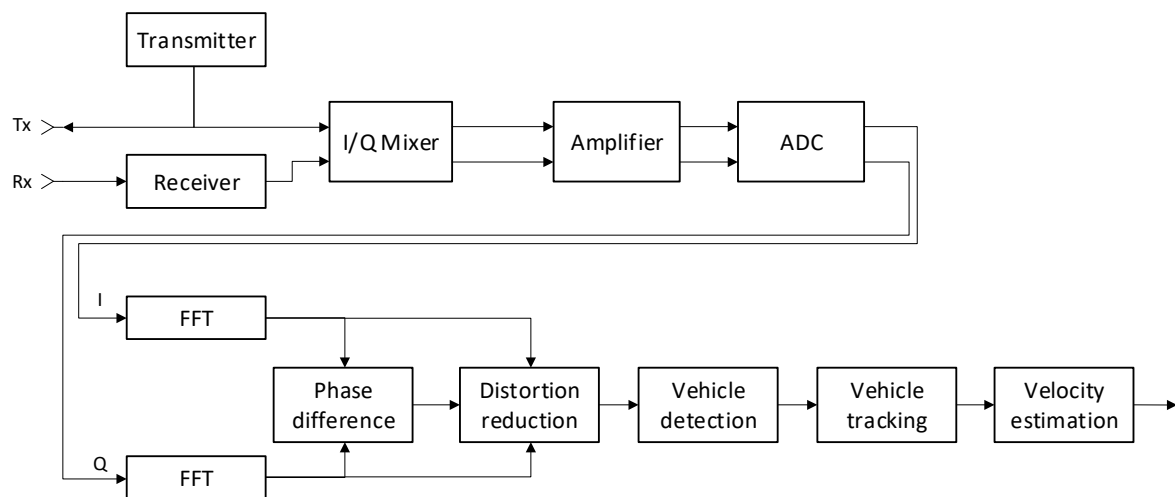 Transmitter
Tx
I/Q Mixer
Amplifier
ADC
Rx
Receiver
I
FFT
Phase
difference
Distortion
reduction
Vehicle
detection
Vehicle
tracking
Velocity
estimation
Q
FFT